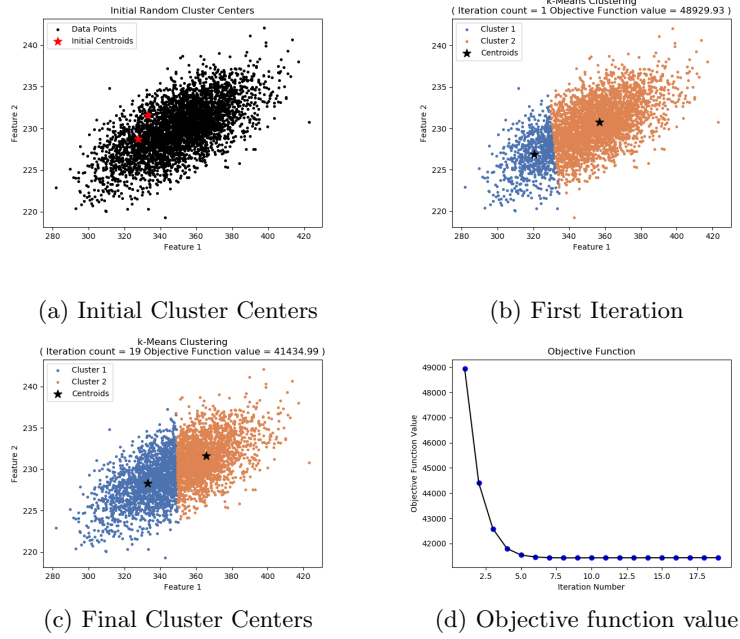 Initial Random Cluster Centers
Data Points
Initial Centroids
Feature 2
240
235
230
225
220
280 300 320 340 360 380 400 420
Feature 1
k-Means Clustering
( Iteration count = 1 Objective Function value = 48929.93 )
Cluster 1
Cluster 2
Centroids
Feature 2
240
235
230
225
220
280 300 320 340 360 380 400 420
Feature 1
(a) Initial Cluster Centers
(b) First Iteration
k-Means Clustering
( Iteration count = 19 Objective Function value = 41434.99 )
Cluster 1
Cluster 2
Centroids
Feature 2
240
235
230
225
220
280 300 320 340 360 380 400 420
Feature 1
Objective Function
Objective Function Value
49000
48000
47000
46000
45000
44000
43000
42000
2.5 5.0 7.5 10.0 12.5 15.0 17.5
Iteration Number
(c) Final Cluster Centers
(d) Objective function value